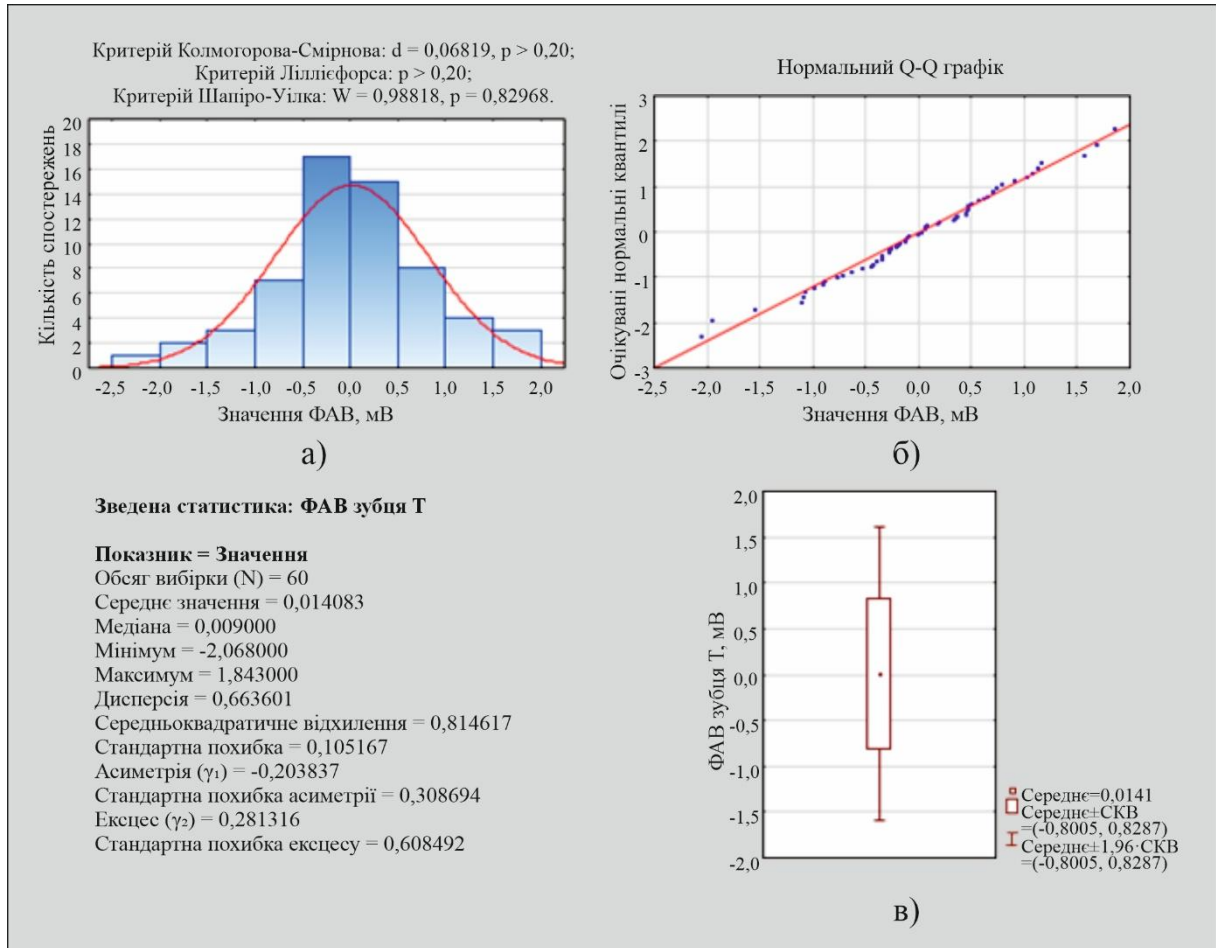 Критерій Колмогорова-Смірнова: d = 0,06819, p > 0,20;
Критерій Ліллієфорса: p > 0,20;
Критерій Шапіро-Уілка: W = 0,98818, p = 0,82968.
Кількість спостережень
20
18
16
14
12
10
8
6
4
2
0
-2,5 -2,0 -1,5 -1,0 -0,5 0,0 0,5 1,0 1,5 2,0
Значення ФАВ, мВ
а)
Нормальний Q-Q графік
Очікувані нормальні квантилі
3
2
1
0
-1
-2
-3
-2,5 -2,0 -1,5 -1,0 -0,5 0,0 0,5 1,0 1,5 2,0
Значення ФАВ, мВ
б)
Зведена статистика: ФАВ зубця Т
Показник = Значення
Обсяг вибірки (N) = 60
Середнє значення = 0,014083
Медіана = 0,009000
Мінімум = -2,068000
Максимум = 1,843000
Дисперсія = 0,663601
Середньоквадратичне відхилення = 0,814617
Стандартна похибка = 0,105167
Асиметрія (γ₁) = -0,203837
Стандартна похибка асиметрії = 0,308694
Ексцес (γ₂) = 0,281316
Стандартна похибка ексцесу = 0,608492
ФАВ зубця Т, мВ
2,0
1,5
1,0
0,5
0,0
-0,5
-1,0
-1,5
-2,0
Середнє=0,0141
Середнє±СКВ
=(-0,8005, 0,8287)
Середнє±1,96·СКВ
=(-0,8005, 0,8287)
в)